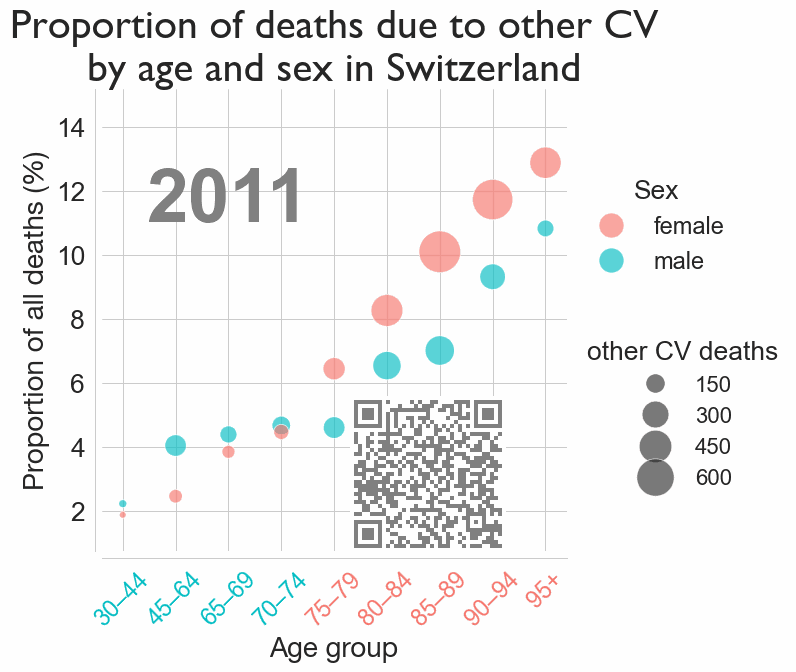 Proportion of deaths due to other CV
by age and sex in Switzerland
2011
Proportion of all deaths (%)
14
12
10
8
6
4
2
30–44
45–64
65–69
70–74
75–79
80–84
85–89
90–94
95+
Age group
Sex
female
male
other CV deaths
150
300
450
600